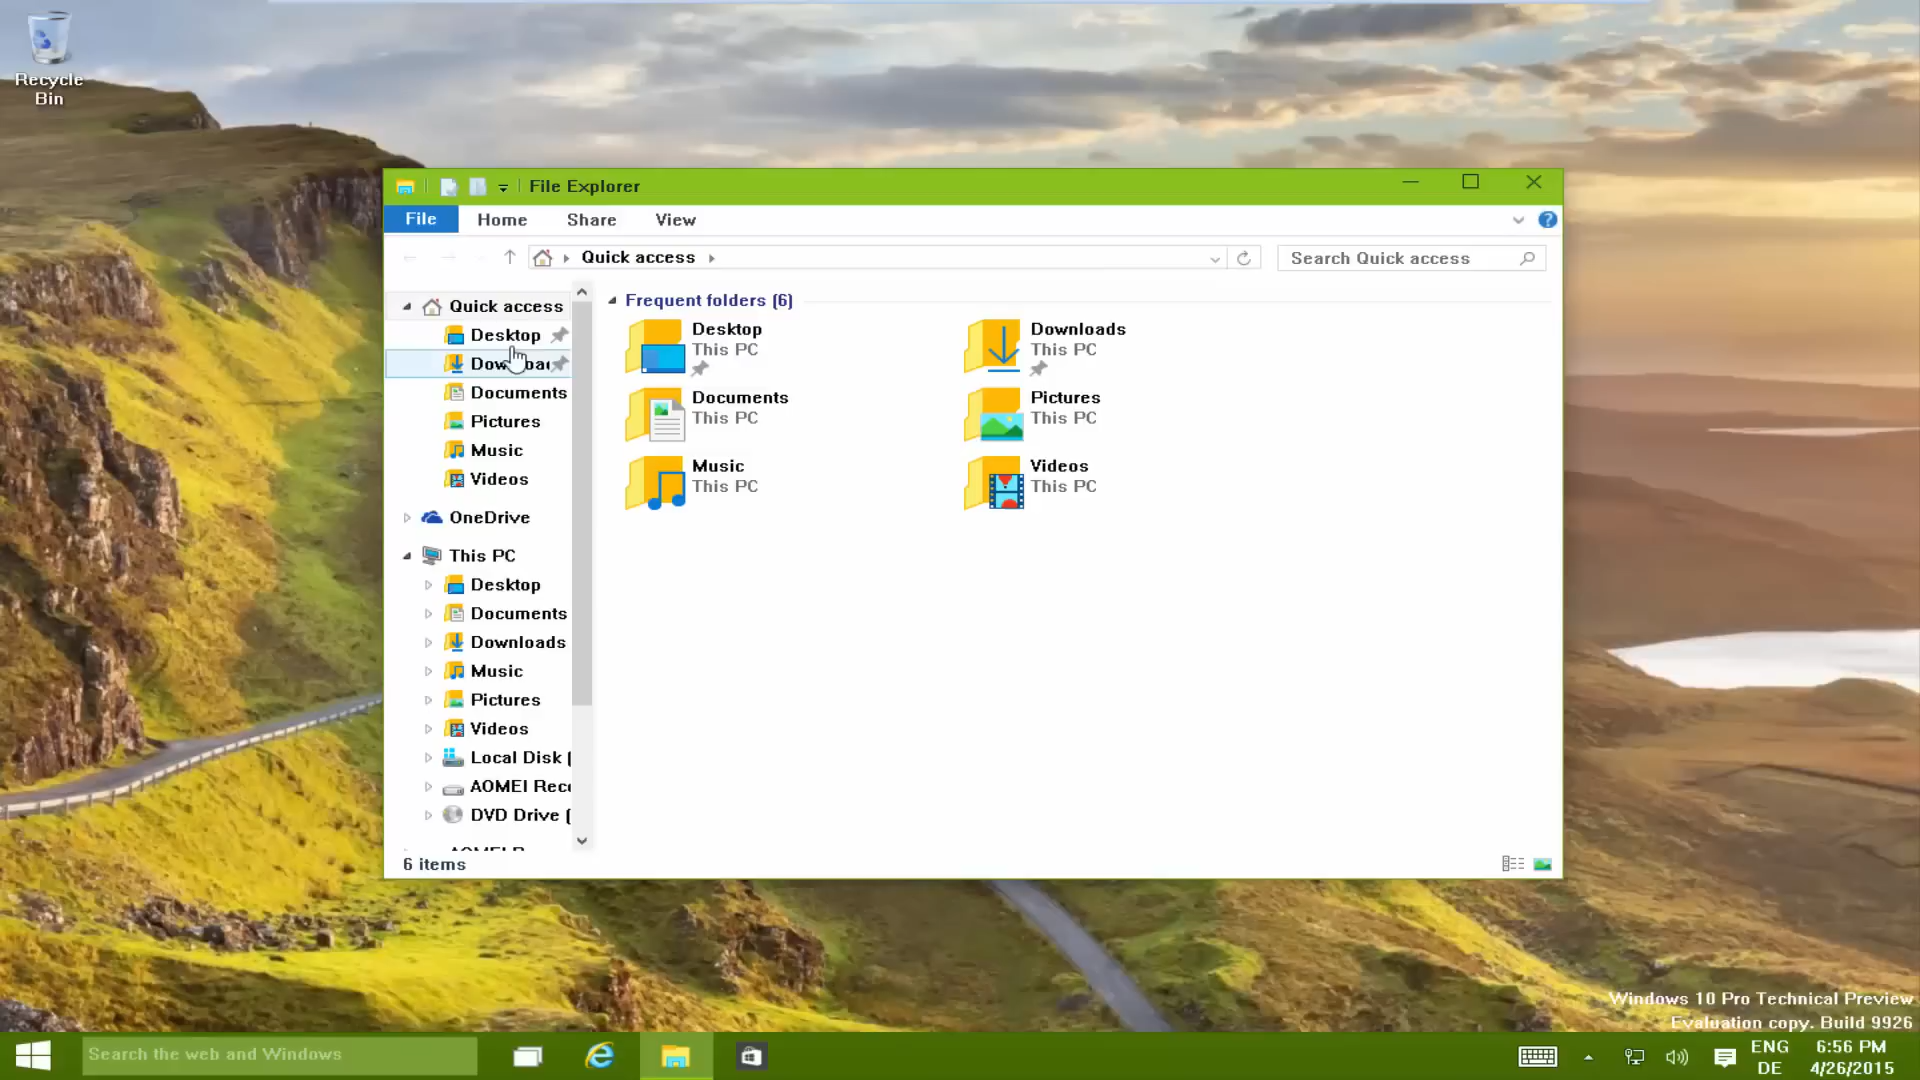 Recycle
Bin
File Explorer
File Home Share View
Quick access
Search Quick access
Quick access
Desktop
Documents
Pictures
Music
Videos
OneDrive
This PC
Desktop
Documents
Downloads
Music
Pictures
Videos
Local Disk (
AOMEI Reco
DVD Drive (
Frequent folders (6)
Desktop
This PC
Downloads
This PC
Documents
This PC
Pictures
This PC
Music
This PC
Videos
This PC
6 items
Windows 10 Pro Technical Preview
Evaluation copy. Build 9926
Search the web and Windows
ENG
DE
6:56 PM
4/26/2015